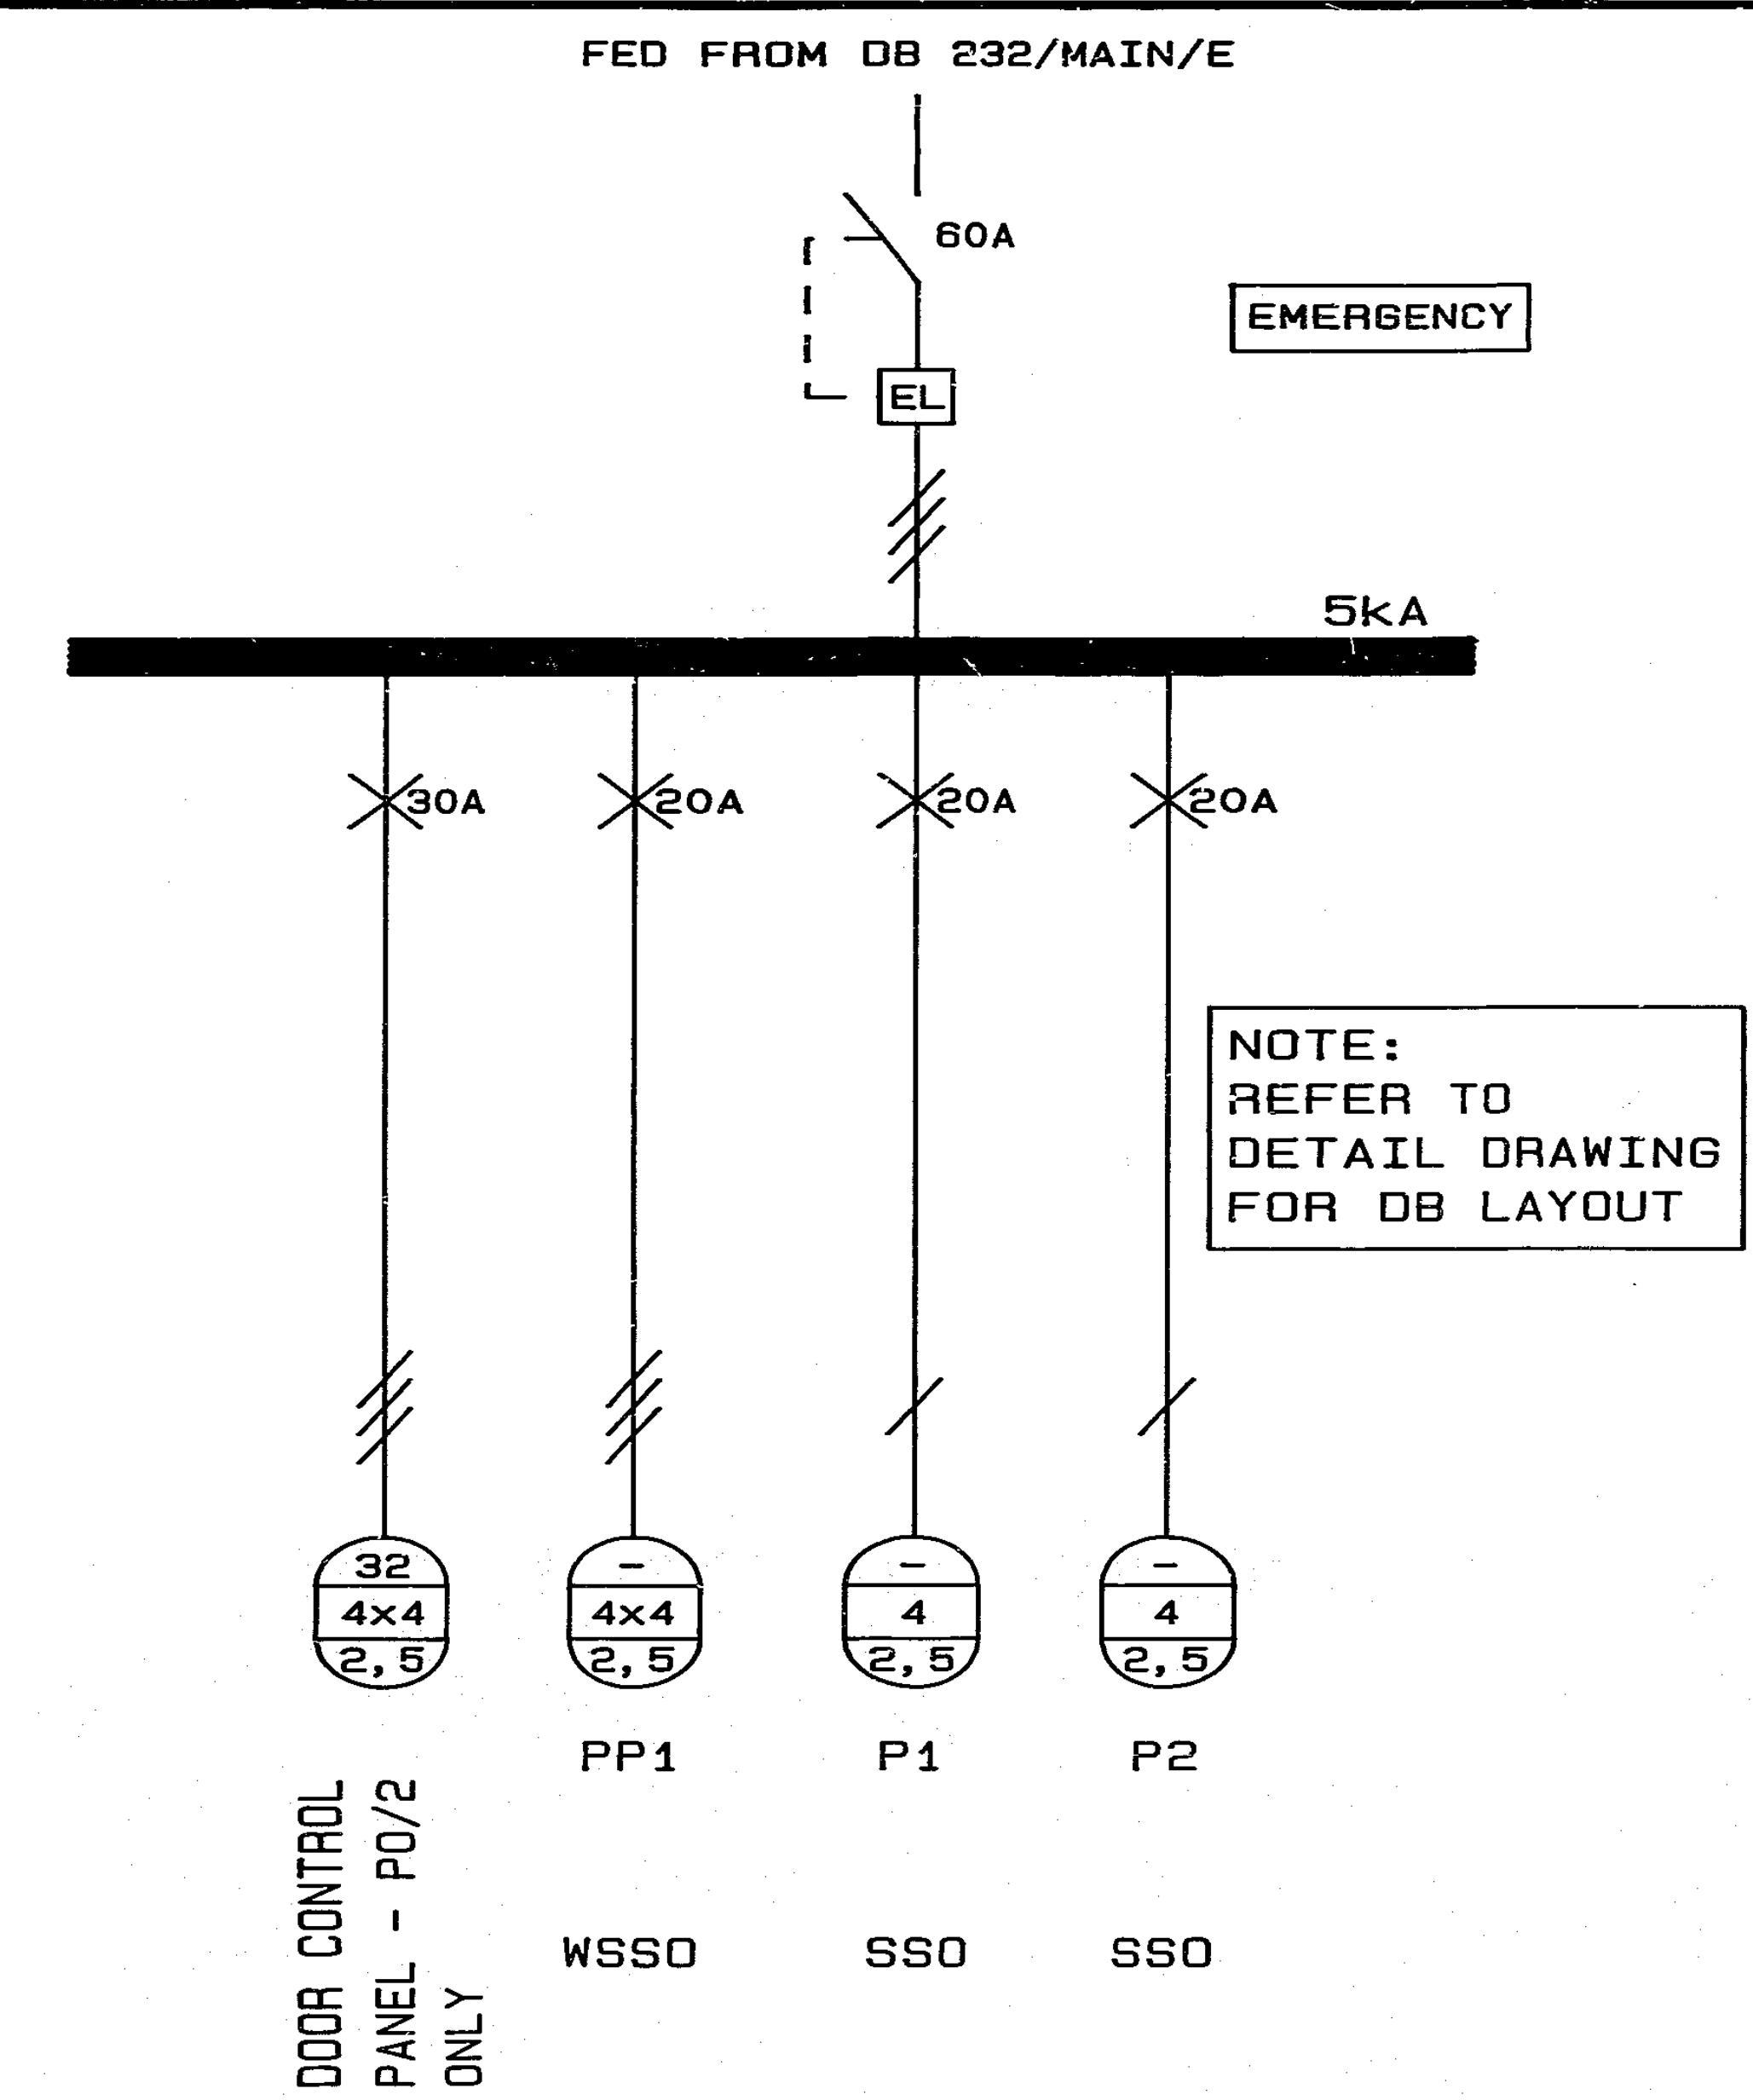 FED FROM DB 232/MAIN/E
60A
EMERGENCY
EL
5kA
30A
20A
20A
20A
NOTE:
REFER TO
DETAIL DRAWING
FOR DB LAYOUT
32
4x4
2,5
-
4x4
2,5
-
4
2,5
-
4
2,5
PP1
P1
P2
DOOR CONTROL
PANEL - PO/2
ONLY
WSSO
SSO
SSO